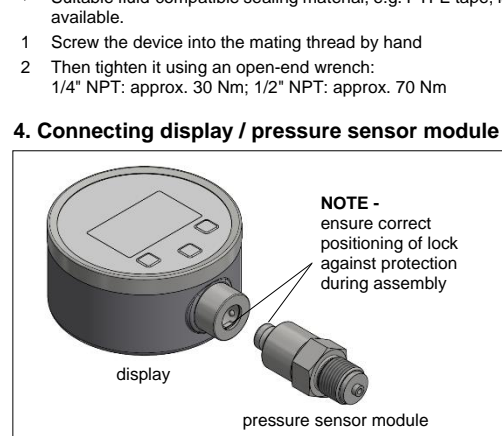 available.
1 Screw the device into the mating thread by hand
2 Then tighten it using an open-end wrench:
1/4" NPT: approx. 30 Nm; 1/2" NPT: approx. 70 Nm
4. Connecting display / pressure sensor module
NOTE -
ensure correct
positioning of lock
against protection
during assembly
display
pressure sensor module